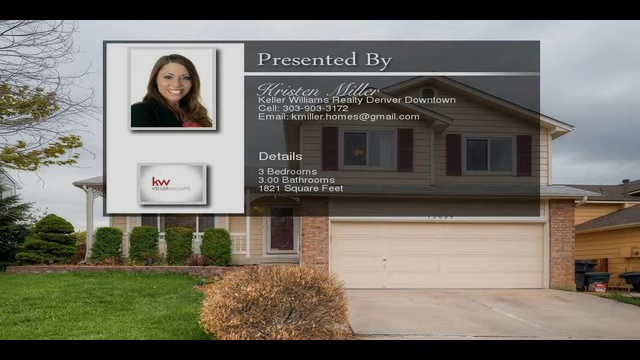 Presented By
Kristen Miller
Keller Williams Realty Denver Downtown
Cell: 303-903-3172
Email: kmiller.homes@gmail.com
Details
3 Bedrooms
3.00 Bathrooms
1821 Square Feet
kw
KELLERWILLIAMS.